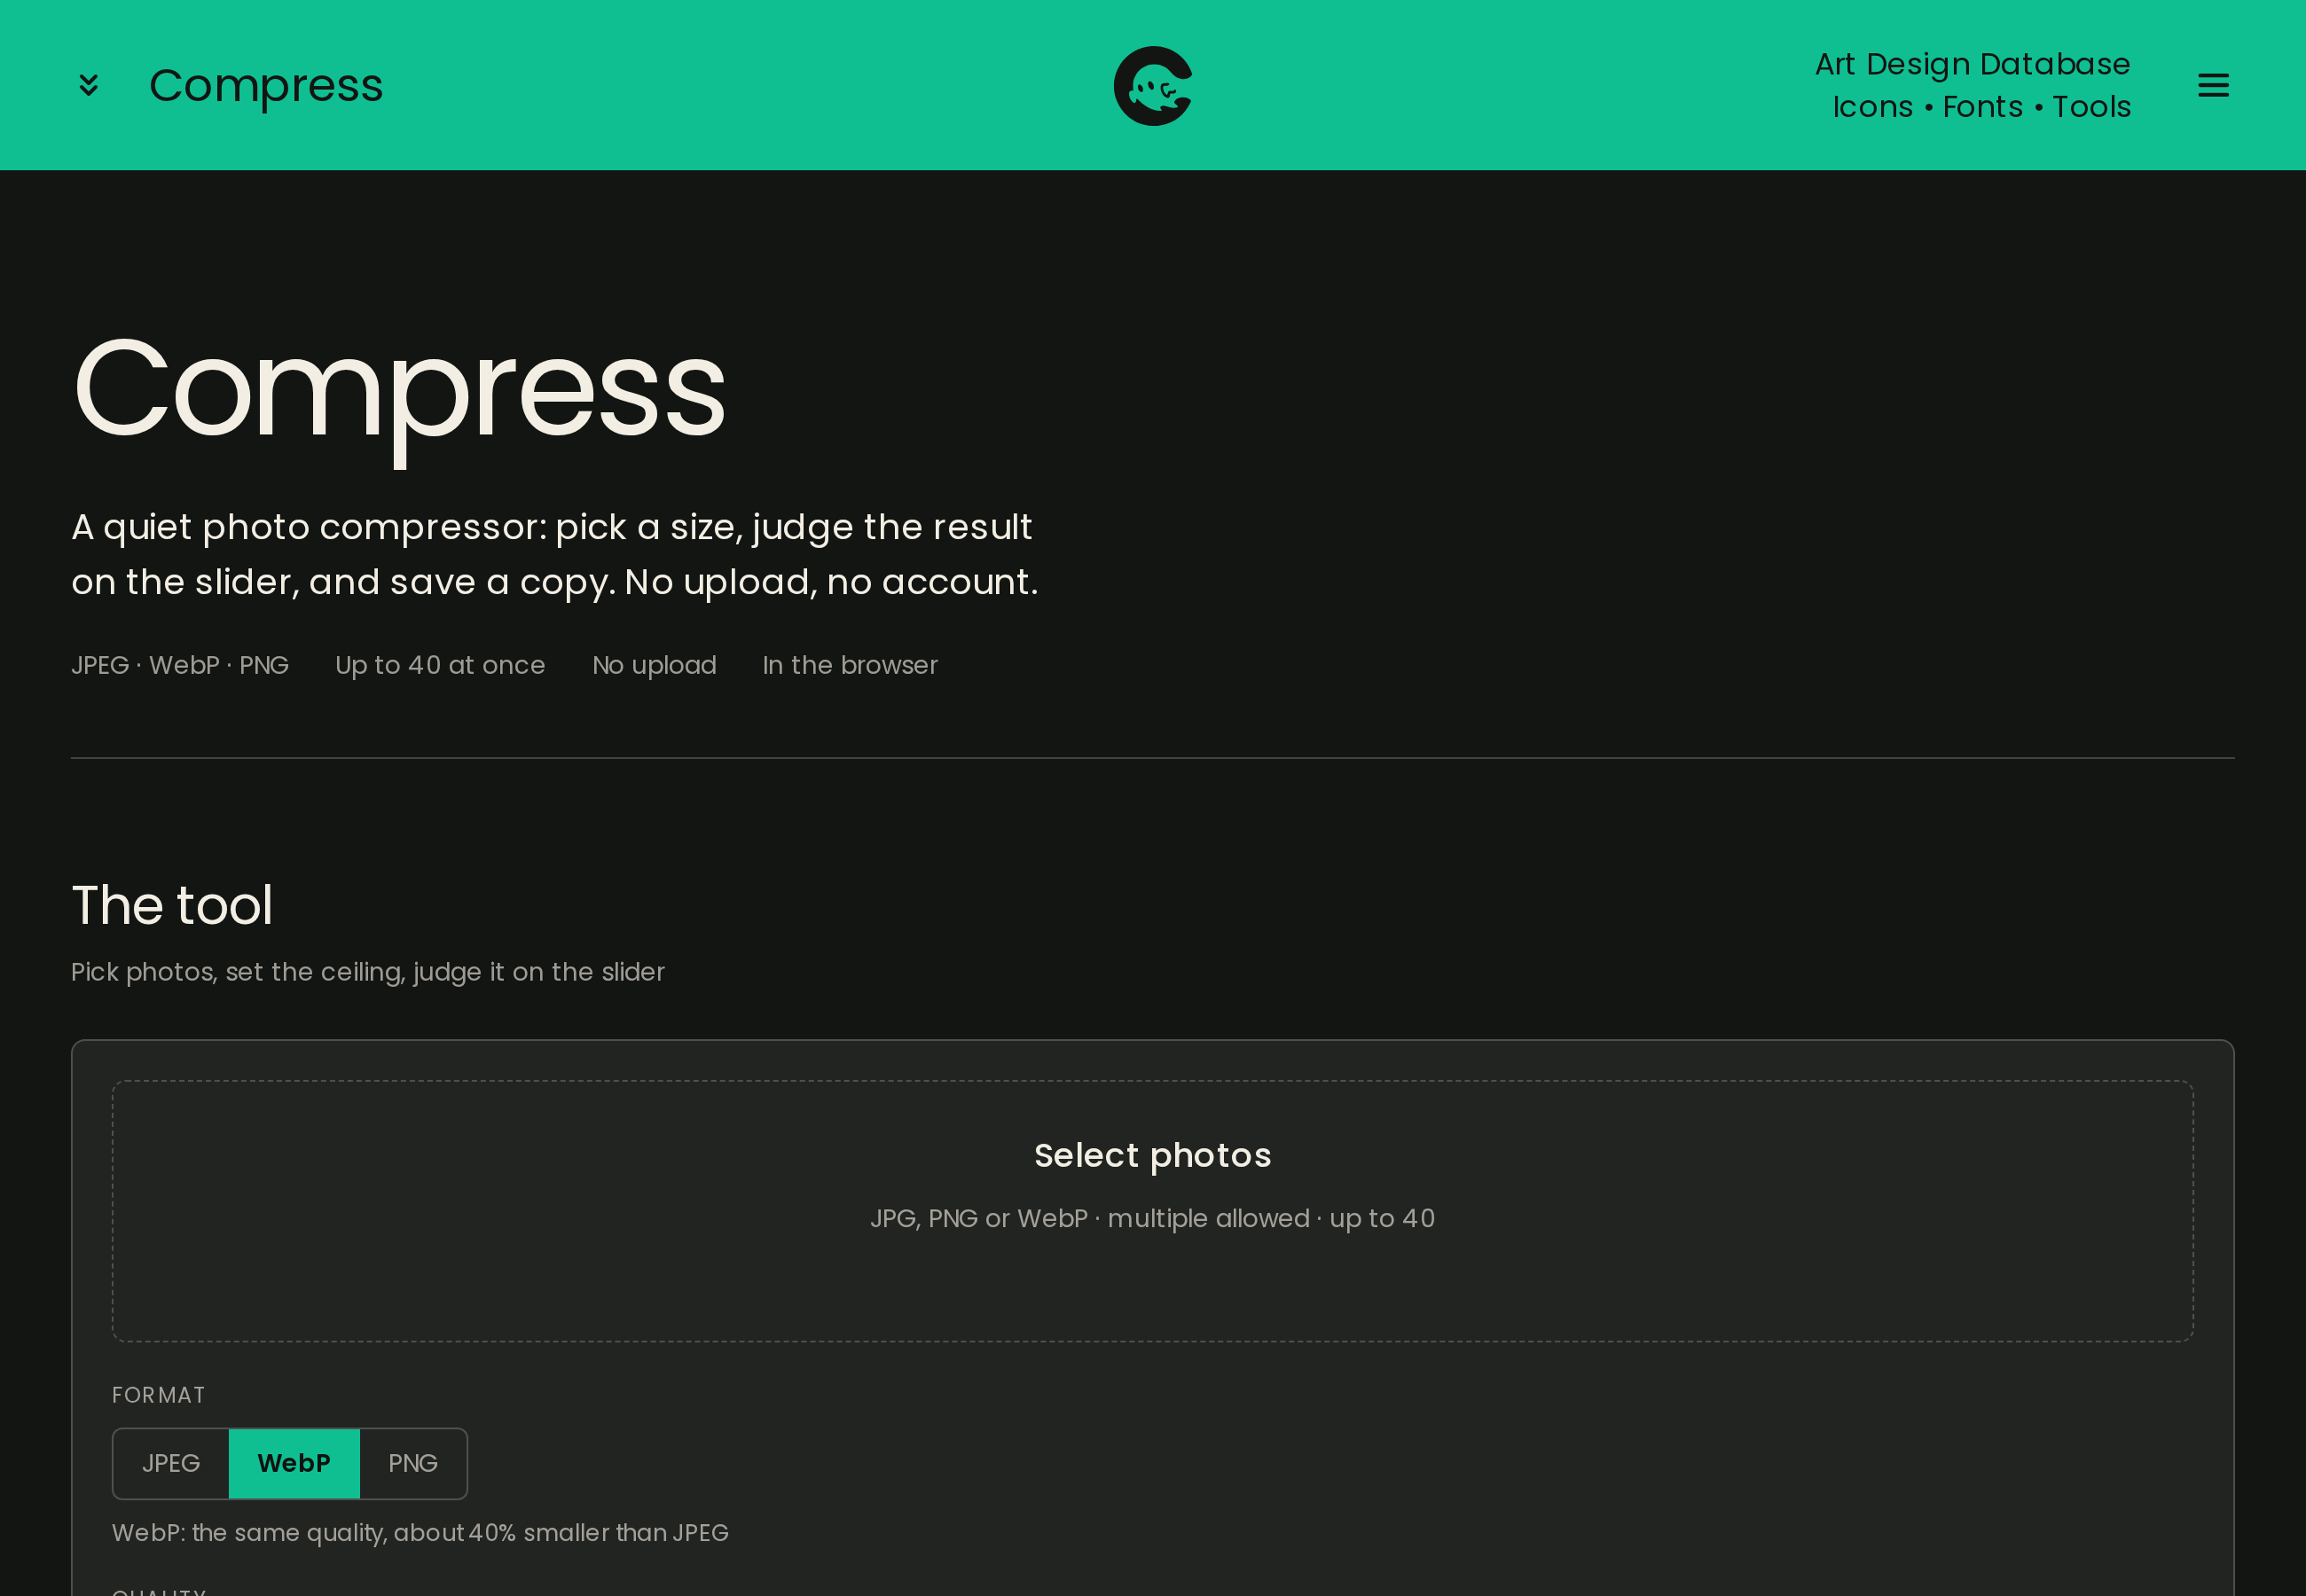 Compress
Art Design Database
Icons • Fonts • Tools
Compress
A quiet photo compressor: pick a size, judge the result
on the slider, and save a copy. No upload, no account.
JPEG · WebP · PNG
Up to 40 at once
No upload
In the browser
The tool
Pick photos, set the ceiling, judge it on the slider
Select photos
JPG, PNG or WebP · multiple allowed · up to 40
FORMAT
JPEG
WebP
PNG
WebP: the same quality, about 40% smaller than JPEG
QUALITY